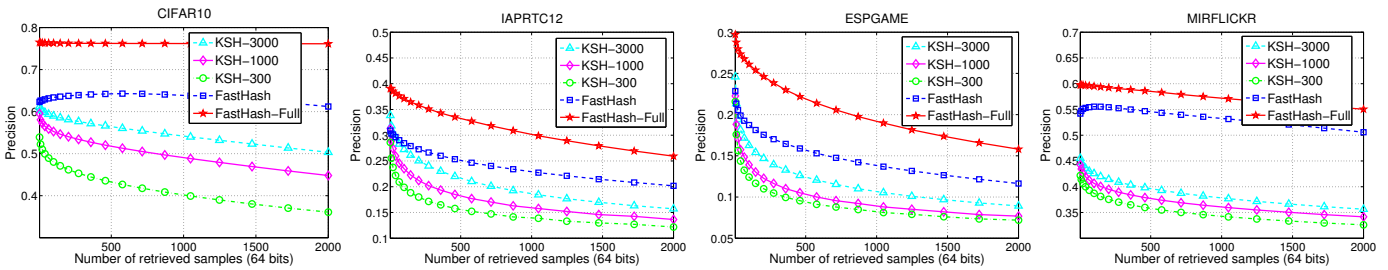 CIFAR10
0.8
0.7
0.6
0.5
0.4
Precision
500
1000
1500
2000
Number of retrieved samples (64 bits)
KSH−3000
KSH−1000
KSH−300
FastHash
FastHash−Full
IAPRTC12
0.5
0.45
0.4
0.35
0.3
0.25
0.2
0.15
0.1
Precision
500
1000
1500
2000
Number of retrieved samples (64 bits)
KSH−3000
KSH−1000
KSH−300
FastHash
FastHash−Full
ESPGAME
0.3
0.25
0.2
0.15
0.1
0.05
Precision
500
1000
1500
2000
Number of retrieved samples (64 bits)
KSH−3000
KSH−1000
KSH−300
FastHash
FastHash−Full
MIRFLICKR
0.7
0.65
0.6
0.55
0.5
0.45
0.4
0.35
Precision
500
1000
1500
2000
Number of retrieved samples (64 bits)
KSH−3000
KSH−1000
KSH−300
FastHash
FastHash−Full